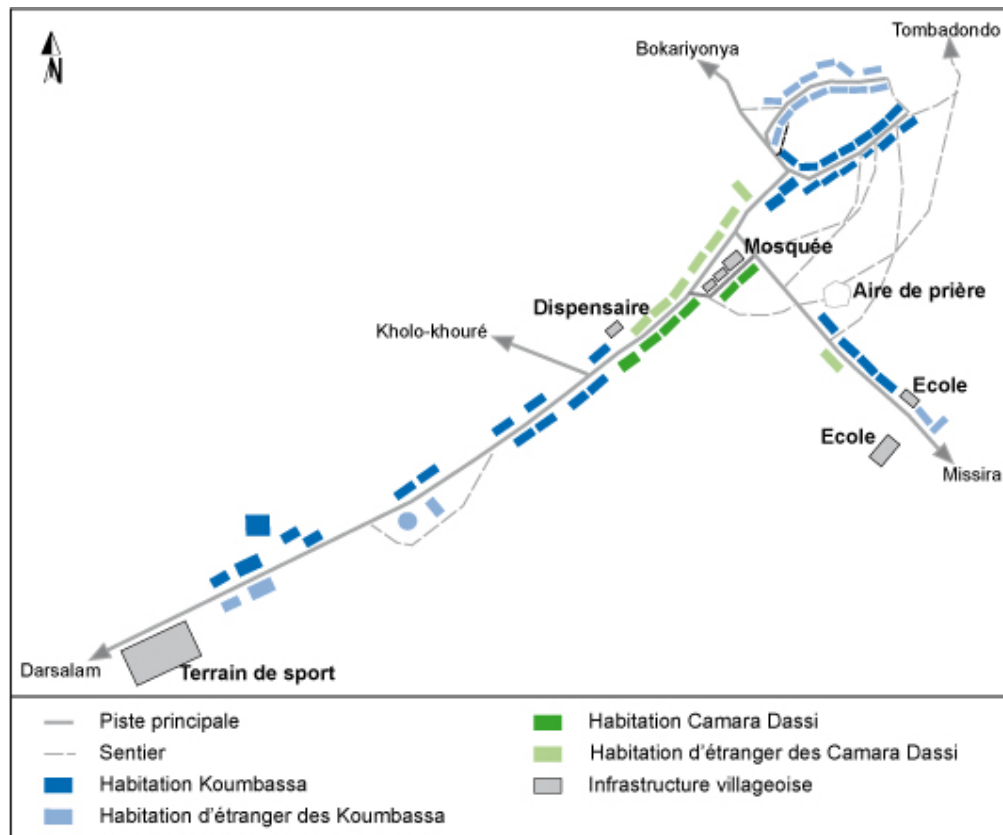 N
Tombadondo
Bokariyonya
Mosquée
Aire de prière
Dispensaire
Kholo-khouré
Ecole
Ecole
Missira
Darsalam
Terrain de sport
Piste principale
Sentier
Habitation Koumbassa
Habitation d'étranger des Koumbassa
Habitation Camara Dassi
Habitation d'étranger des Camara Dassi
Infrastructure villageoise